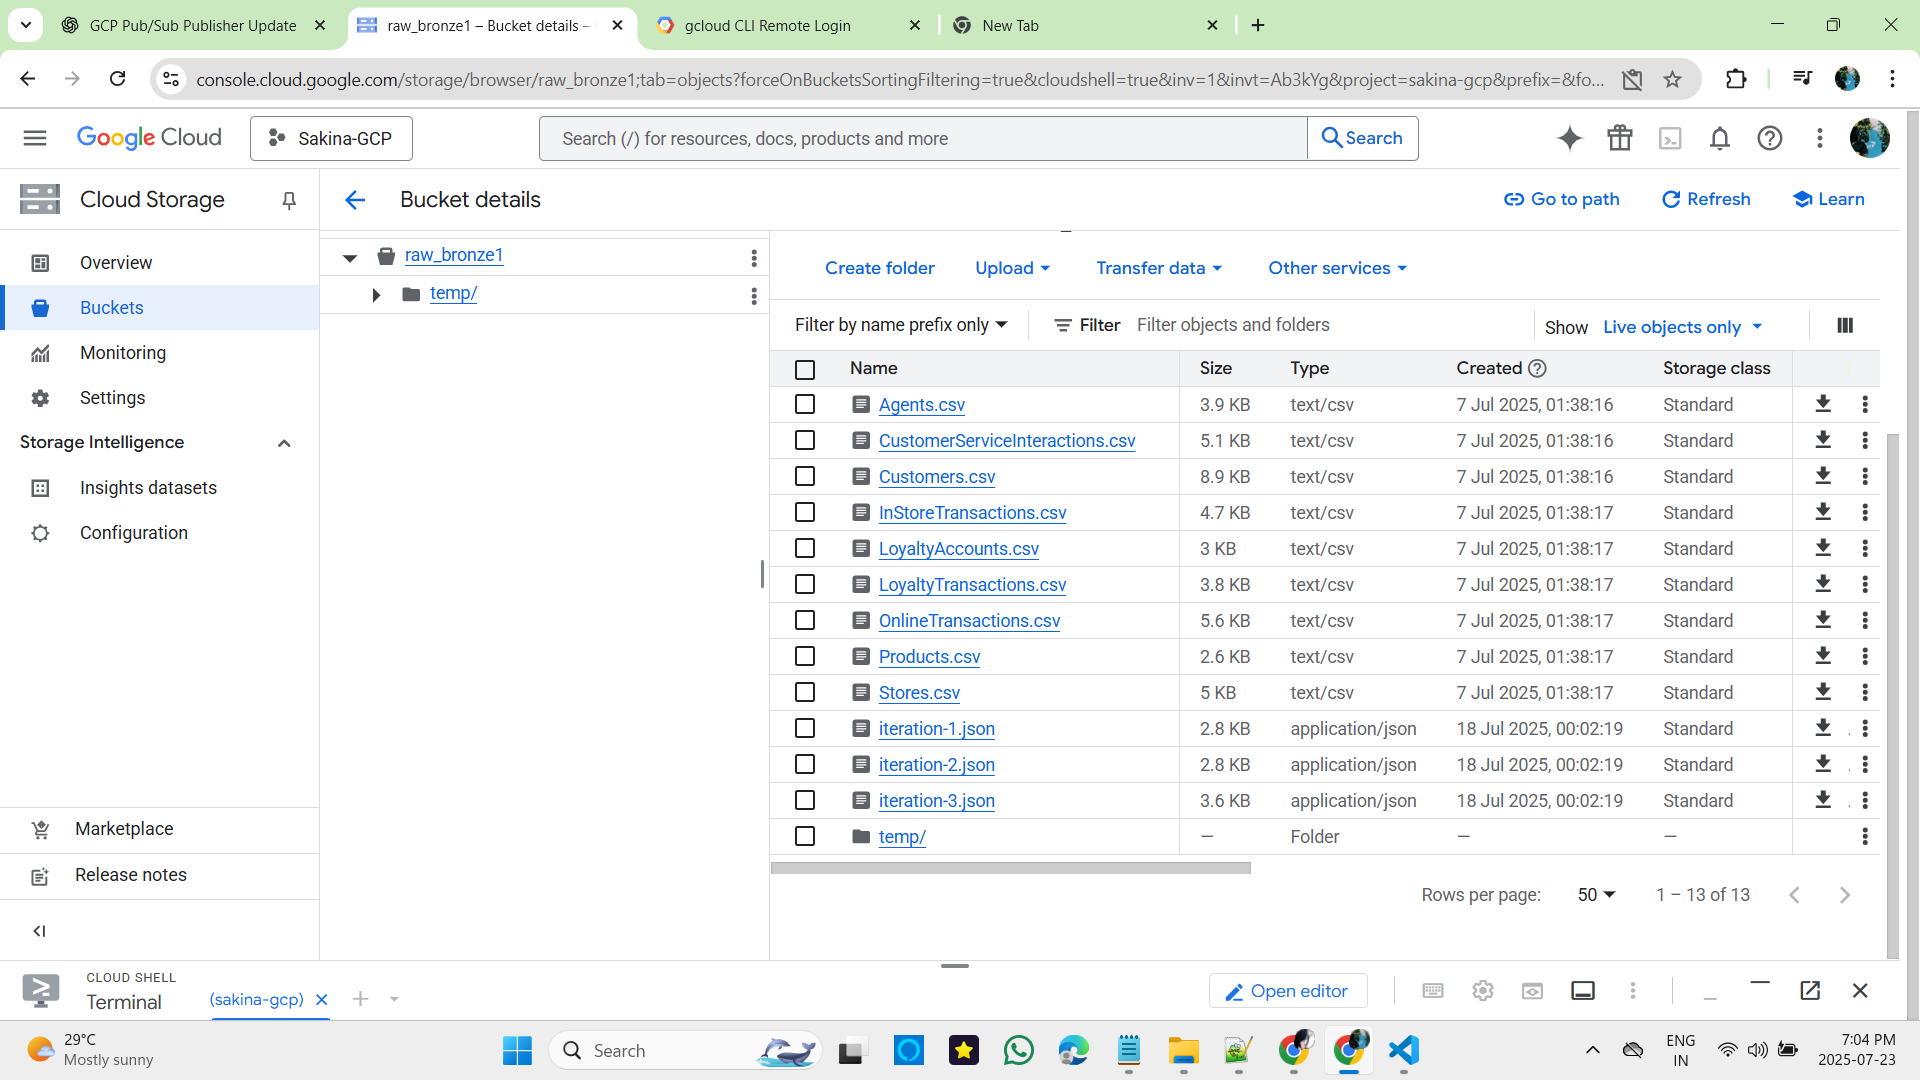 GCP Pub/Sub Publisher Update
raw_bronze1 – Bucket details –
gcloud CLI Remote Login
New Tab
console.cloud.google.com/storage/browser/raw_bronze1;tab=objects?forceOnBucketsSortingFiltering=true&cloudshell=true&inv=1&invt=Ab3kYg&project=sakina-gcp&prefix=&fo...
Google Cloud
Sakina-GCP
Search (/) for resources, docs, products and more
Search
Cloud Storage
Bucket details
Go to path
Refresh
Learn
Overview
Buckets
Monitoring
Settings
Storage Intelligence
Insights datasets
Configuration
Marketplace
Release notes
raw_bronze1
temp/
Create folder
Upload
Transfer data
Other services
Filter by name prefix only
Filter
Filter objects and folders
Show Live objects only
Name Size Type Created Storage class
Agents.csv 3.9 KB text/csv 7 Jul 2025, 01:38:16 Standard
CustomerServiceInteractions.csv 5.1 KB text/csv 7 Jul 2025, 01:38:16 Standard
Customers.csv 8.9 KB text/csv 7 Jul 2025, 01:38:16 Standard
InStoreTransactions.csv 4.7 KB text/csv 7 Jul 2025, 01:38:17 Standard
LoyaltyAccounts.csv 3 KB text/csv 7 Jul 2025, 01:38:17 Standard
LoyaltyTransactions.csv 3.8 KB text/csv 7 Jul 2025, 01:38:17 Standard
OnlineTransactions.csv 5.6 KB text/csv 7 Jul 2025, 01:38:17 Standard
Products.csv 2.6 KB text/csv 7 Jul 2025, 01:38:17 Standard
Stores.csv 5 KB text/csv 7 Jul 2025, 01:38:17 Standard
iteration-1.json 2.8 KB application/json 18 Jul 2025, 00:02:19 Standard
iteration-2.json 2.8 KB application/json 18 Jul 2025, 00:02:19 Standard
iteration-3.json 3.6 KB application/json 18 Jul 2025, 00:02:19 Standard
temp/ — Folder — —
Rows per page: 50 1 – 13 of 13
CLOUD SHELL
Terminal
(sakina-gcp)
Open editor
29°C
Mostly sunny
Search
ENG
IN
7:04 PM
2025-07-23